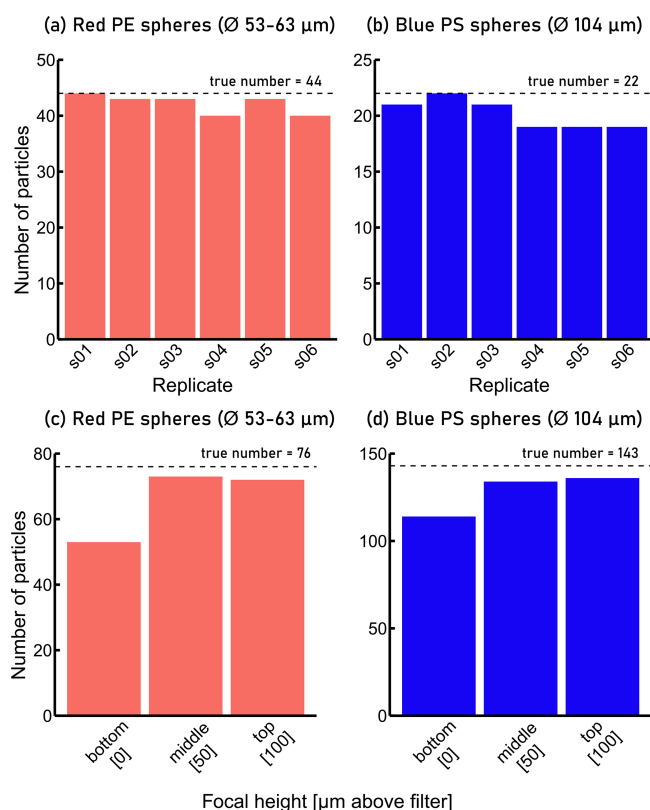 (a) Red PE spheres (Ø 53-63 μm)
(b) Blue PS spheres (Ø 104 μm)
Number of particles
50
40
30
20
10
0
true number = 44
s01 s02 s03 s04 s05 s06
Replicate
25
20
15
10
5
0
true number = 22
s01 s02 s03 s04 s05 s06
Replicate
(c) Red PE spheres (Ø 53-63 μm)
(d) Blue PS spheres (Ø 104 μm)
Number of particles
80
60
40
20
0
true number = 76
bottom
[0]
middle
[50]
top
[100]
150
100
50
0
true number = 143
bottom
[0]
middle
[50]
top
[100]
Focal height [μm above filter]